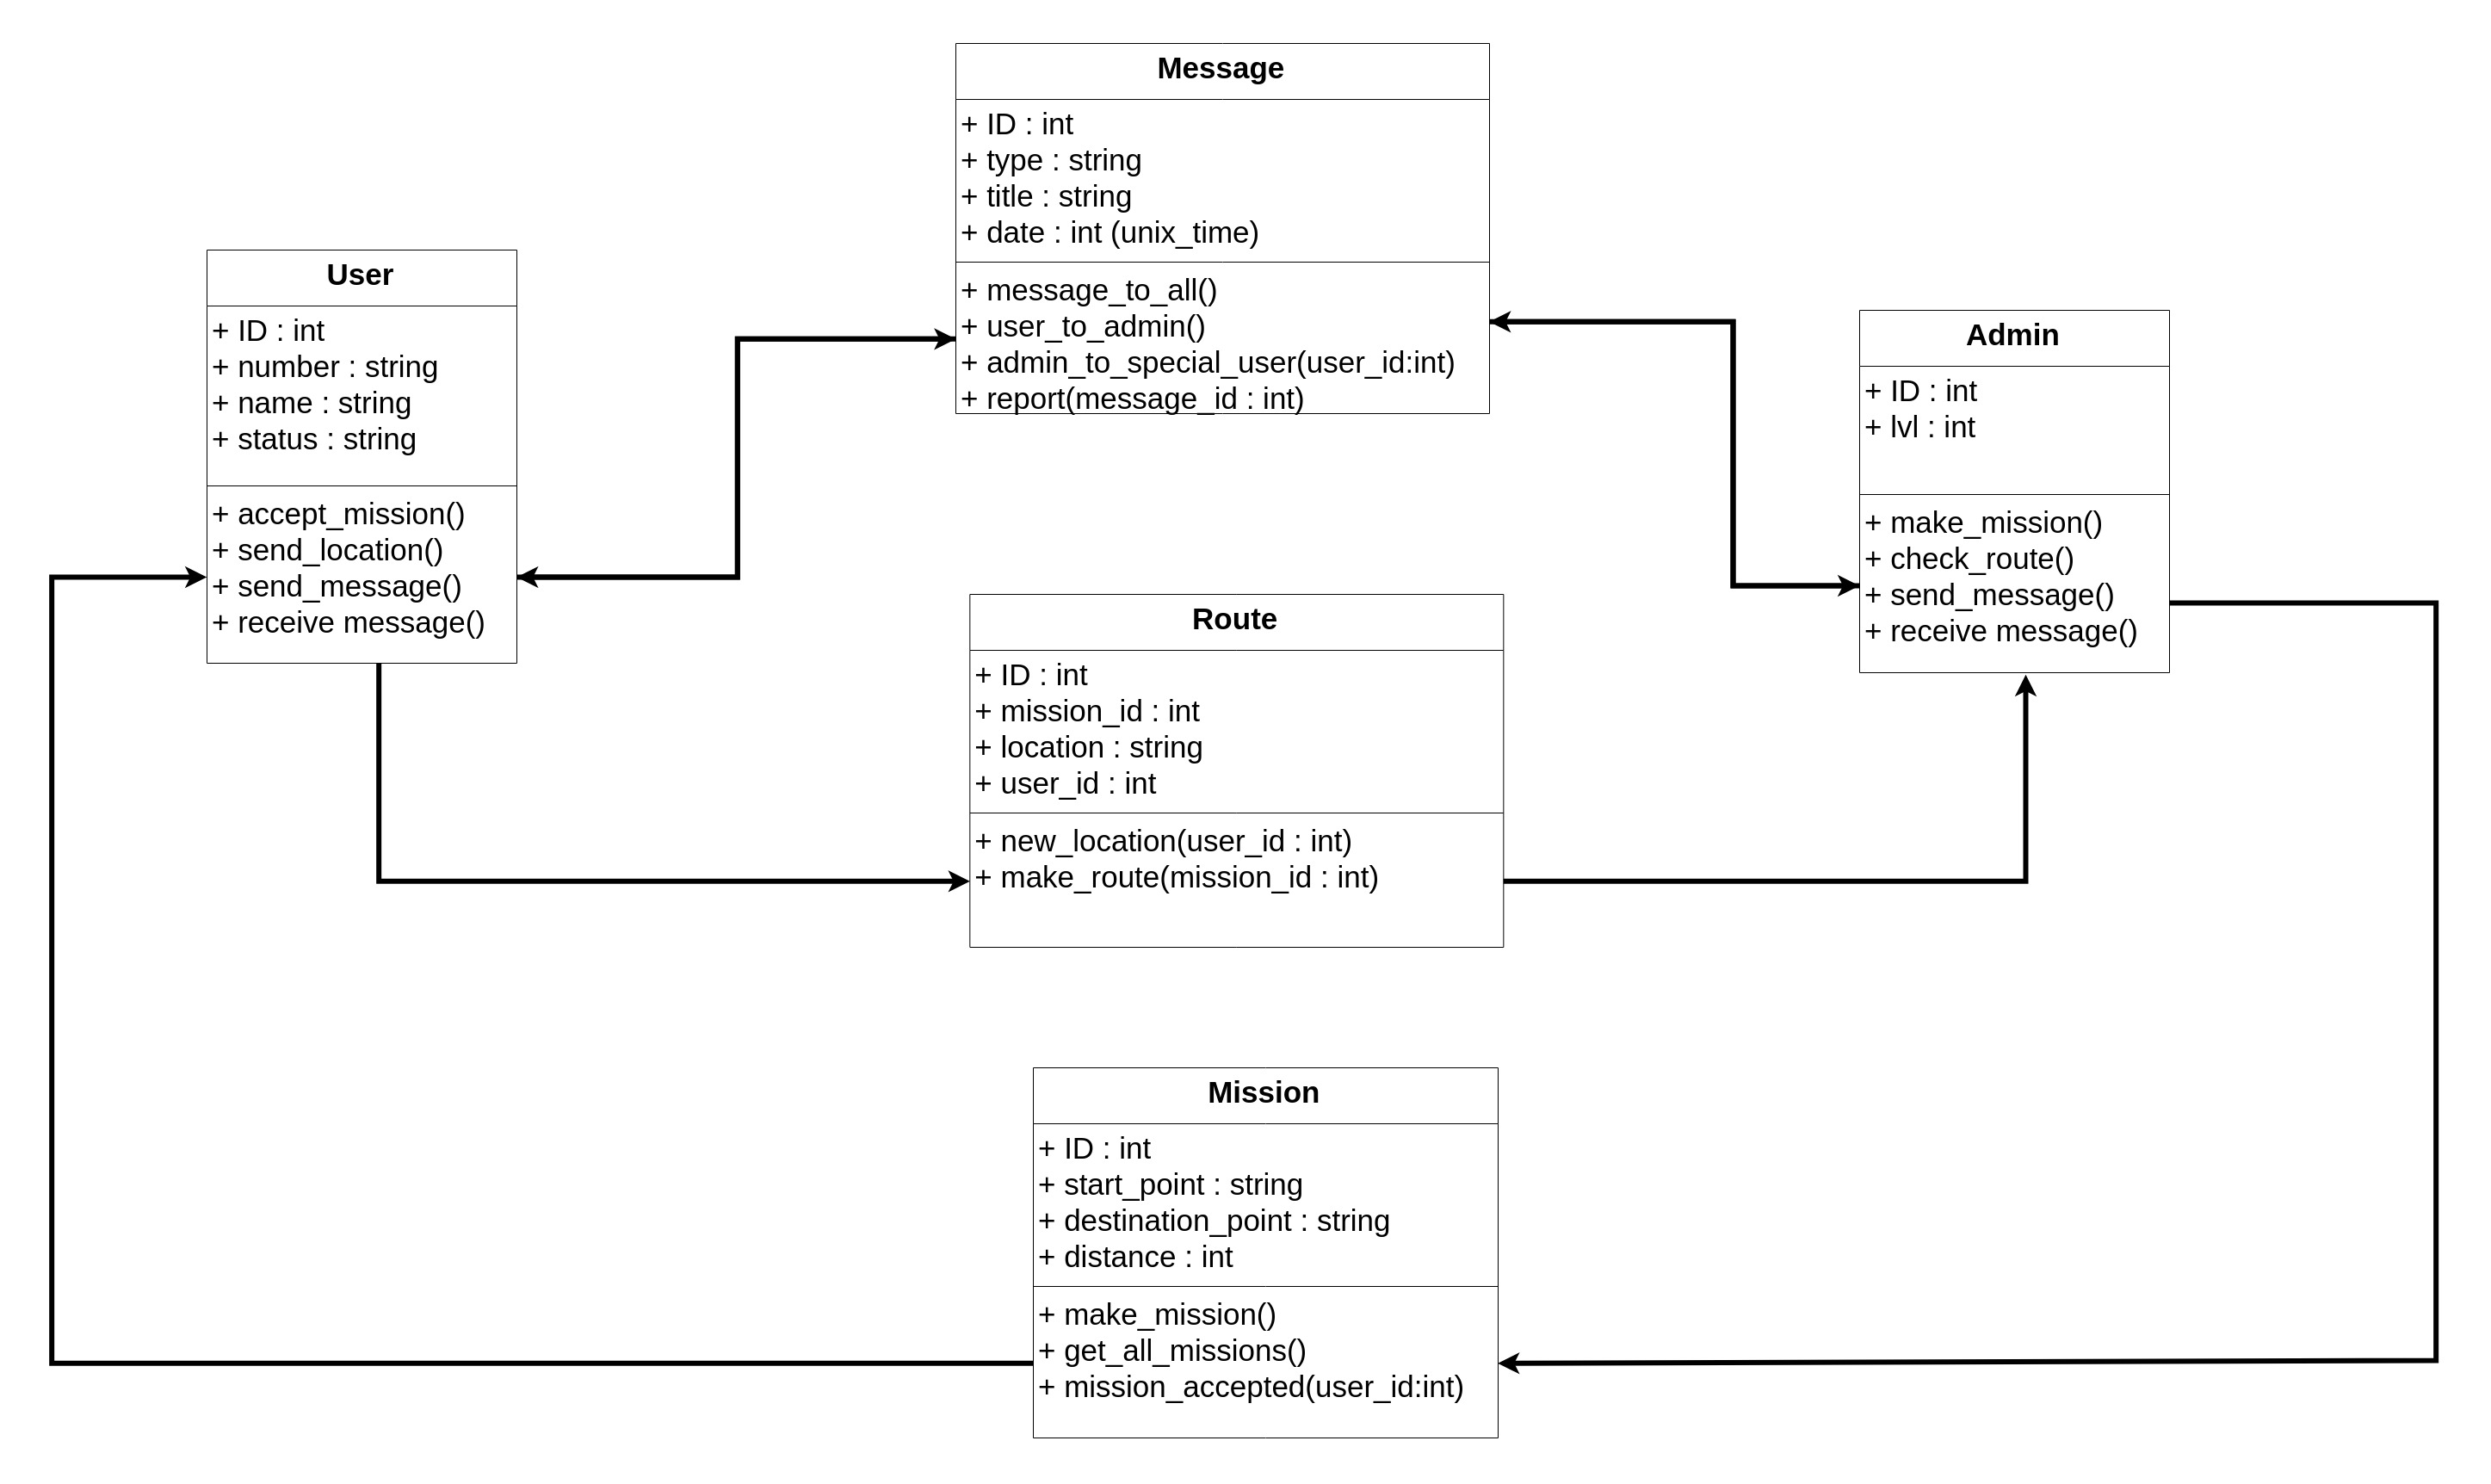 Message
+ ID : int
+ type : string
+ title : string
+ date : int (unix_time)
+ message_to_all()
+ user_to_admin()
+ admin_to_special_user(user_id:int)
+ report(message_id : int)
User
+ ID : int
+ number : string
+ name : string
+ status : string
+ accept_mission()
+ send_location()
+ send_message()
+ receive message()
Admin
+ ID : int
+ lvl : int
+ make_mission()
+ check_route()
+ send_message()
+ receive message()
Route
+ ID : int
+ mission_id : int
+ location : string
+ user_id : int
+ new_location(user_id : int)
+ make_route(mission_id : int)
Mission
+ ID : int
+ start_point : string
+ destination_point : string
+ distance : int
+ make_mission()
+ get_all_missions()
+ mission_accepted(user_id:int)